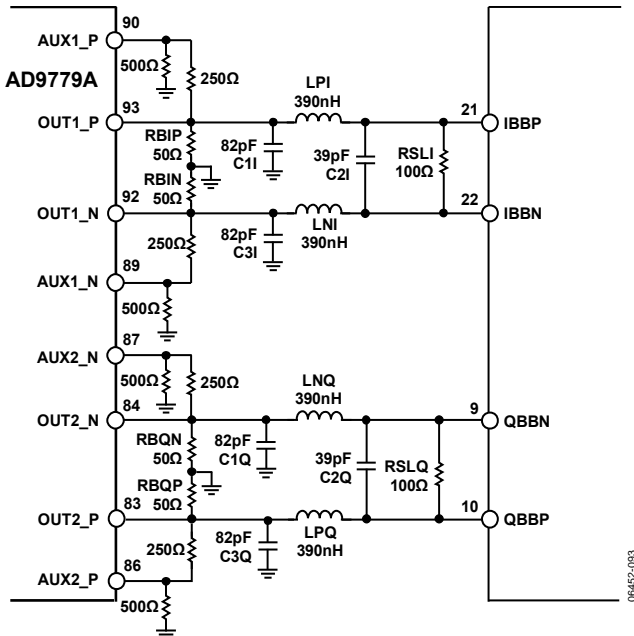 90
AUX1_P
500Ω
250Ω
AD9779A
LPI
390nH
93
OUT1_P
21
IBBP
RBIP
50Ω
82pF
C1I
39pF
C2I
RSLI
100Ω
RBIN
50Ω
92
OUT1_N
22
IBBN
250Ω
82pF
C3I
LNI
390nH
89
AUX1_N
500Ω
87
AUX2_N
500Ω
250Ω
LNQ
390nH
84
OUT2_N
9
QBBN
RBQN
50Ω
82pF
C1Q
39pF
C2Q
RSLQ
100Ω
RBQP
50Ω
83
OUT2_P
10
QBBP
250Ω
82pF
C3Q
LPQ
390nH
86
AUX2_P
500Ω
06452-093